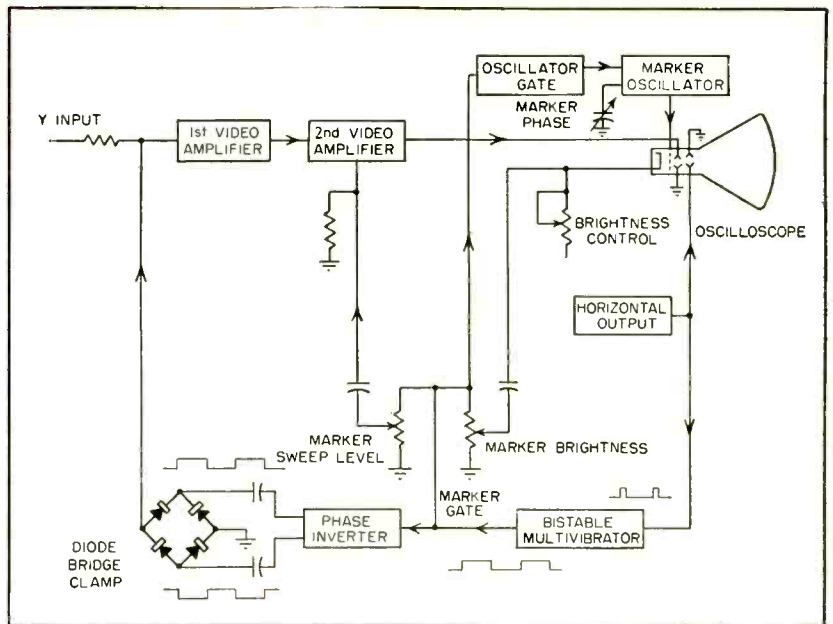 OSCILLATOR
GATE
MARKER
OSCILLATOR
MARKER
PHASE
Y INPUT
1st VIDEO
AMPLIFIER
2nd VIDEO
AMPLIFIER
BRIGHTNESS
CONTROL
OSCILLOSCOPE
HORIZONTAL
OUTPUT
MARKER
SWEEP LEVEL
MARKER BRIGHTNESS
MARKER
GATE
PHASE
INVERTER
BISTABLE
MULTIVIBRATOR
DIODE
BRIDGE
CLAMP